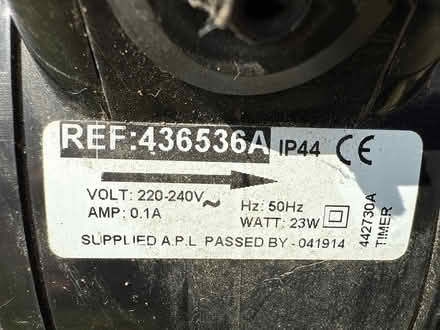 REF:436536A IP44 CE
VOLT: 220-240V~ Hz: 50Hz
AMP: 0.1A WATT: 23W
SUPPLIED A.P.L PASSED BY - 041914
442730A
TIMER